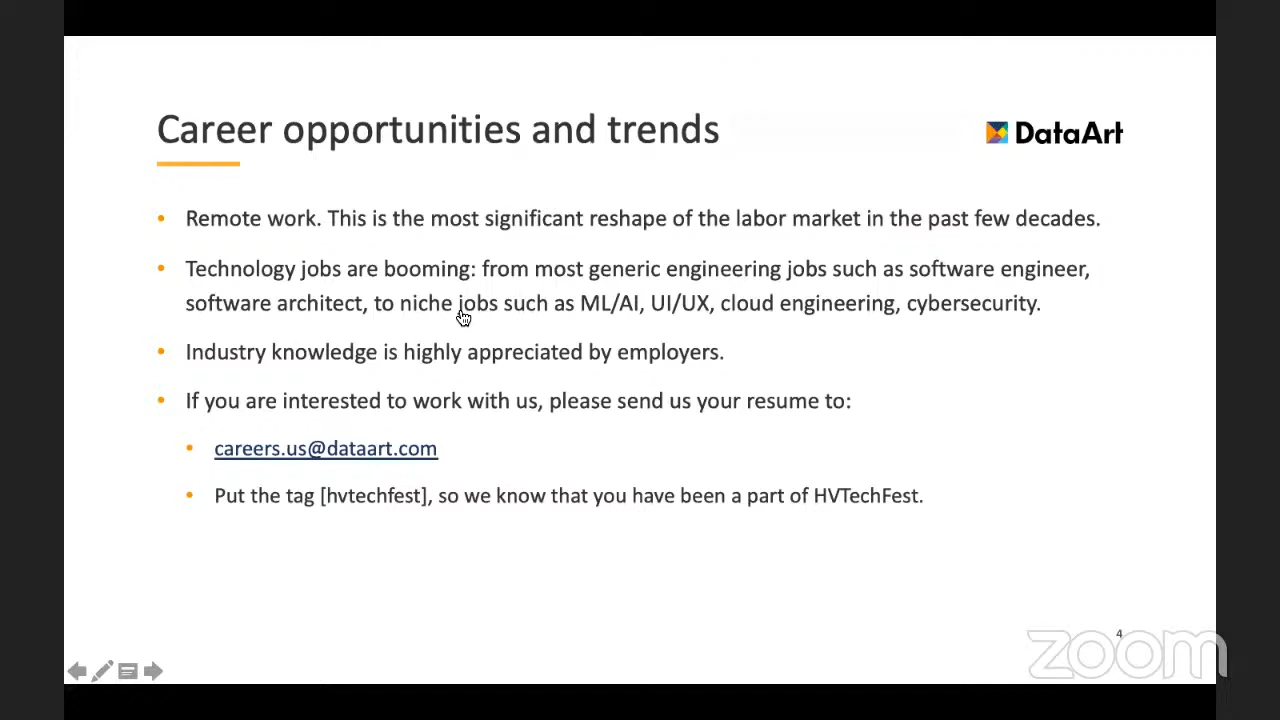 Career opportunities and trends
DataArt
• Remote work. This is the most significant reshape of the labor market in the past few decades.
• Technology jobs are booming: from most generic engineering jobs such as software engineer,
software architect, to niche jobs such as ML/AI, UI/UX, cloud engineering, cybersecurity.
• Industry knowledge is highly appreciated by employers.
• If you are interested to work with us, please send us your resume to:
• careers.us@dataart.com
• Put the tag [hvtechfest], so we know that you have been a part of HVTechFest.
4
zoom